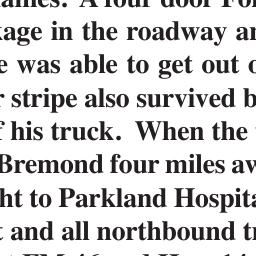 ames. A four door Fo
kage in the roadway a
e was able to get out o
r stripe also survived b
f his truck. When the
Bremond four miles aw
ht to Parkland Hospita
t and all northbound tr